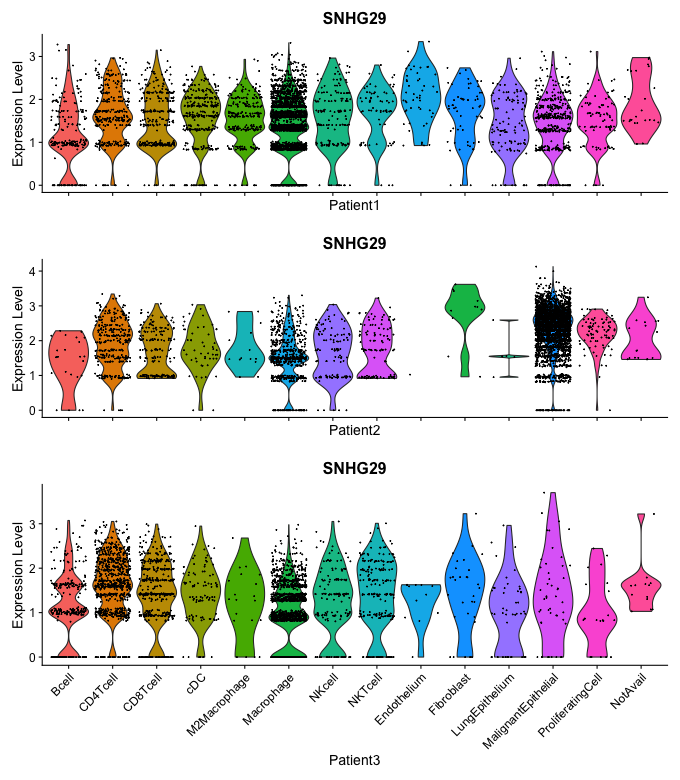 SNHG29
Expression Level
3
2
1
0
Patient1
SNHG29
Expression Level
4
3
2
1
0
Patient2
SNHG29
Expression Level
3
2
1
0
Bcell
CD4Tcell
CD8Tcell
cDC
M2Macrophage
Macrophage
NKcell
NKTcell
Endothelium
Fibroblast
LungEpithelium
MalignantEpithelial
ProliferatingCell
NotAvail
Patient3